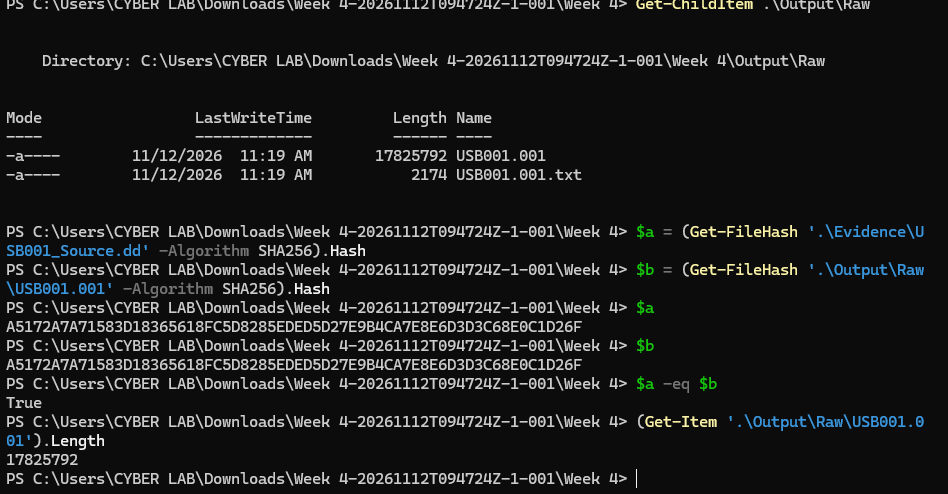 PS C:\Users\CYBER LAB\Downloads\Week 4-20261112T094724Z-1-001\Week 4> Get-ChildItem .\Output\Raw
Directory: C:\Users\CYBER LAB\Downloads\Week 4-20261112T094724Z-1-001\Week 4\Output\Raw
Mode                LastWriteTime         Length Name
----                -------------         ------ ----
-a----        11/12/2026  11:19 AM       17825792 USB001.001
-a----        11/12/2026  11:19 AM           2174 USB001.001.txt
PS C:\Users\CYBER LAB\Downloads\Week 4-20261112T094724Z-1-001\Week 4> $a = (Get-FileHash '.\Evidence\U
SB001_Source.dd' -Algorithm SHA256).Hash
PS C:\Users\CYBER LAB\Downloads\Week 4-20261112T094724Z-1-001\Week 4> $b = (Get-FileHash '.\Output\Raw
\USB001.001' -Algorithm SHA256).Hash
PS C:\Users\CYBER LAB\Downloads\Week 4-20261112T094724Z-1-001\Week 4> $a
A5172A7A71583D18365618FC5D8285EDED5D27E9B4CA7E8E6D3D3C68E0C1D26F
PS C:\Users\CYBER LAB\Downloads\Week 4-20261112T094724Z-1-001\Week 4> $b
A5172A7A71583D18365618FC5D8285EDED5D27E9B4CA7E8E6D3D3C68E0C1D26F
PS C:\Users\CYBER LAB\Downloads\Week 4-20261112T094724Z-1-001\Week 4> $a -eq $b
True
PS C:\Users\CYBER LAB\Downloads\Week 4-20261112T094724Z-1-001\Week 4> (Get-Item '.\Output\Raw\USB001.0
01').Length
17825792
PS C:\Users\CYBER LAB\Downloads\Week 4-20261112T094724Z-1-001\Week 4>